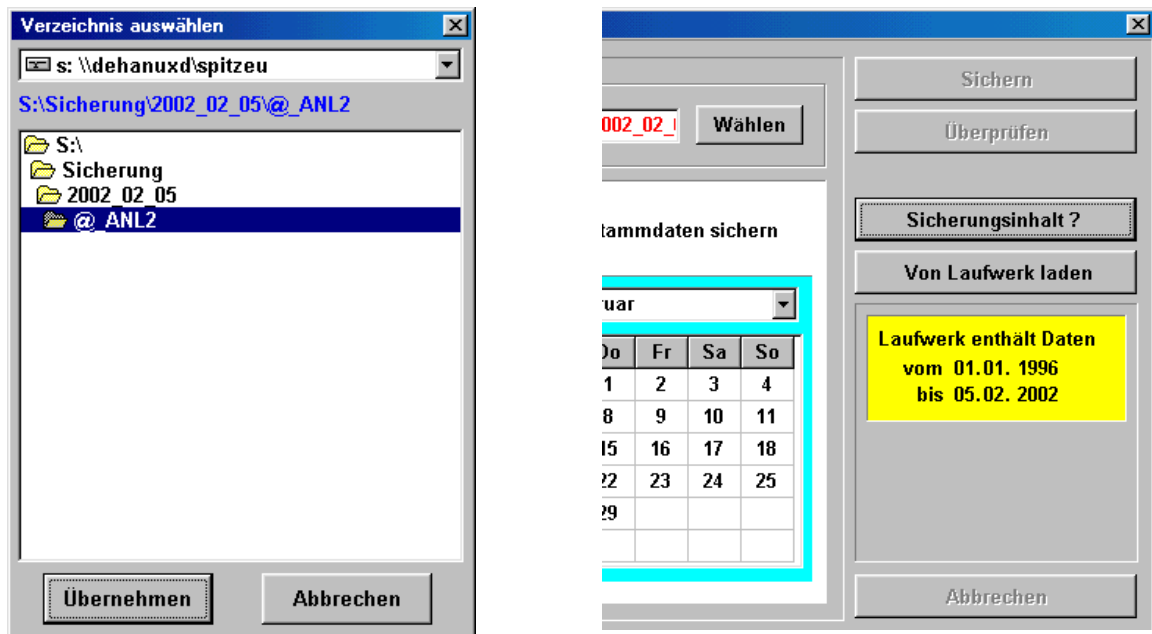 Verzeichnis auswählen
s: \\dehanuxd\spitzeu
S:\Sicherung\2002_02_05\@_ANL2
S:\
Sicherung
2002_02_05
@_ANL2
Übernehmen Abbrechen
002_02_ Wählen
tammdaten sichern
ruar
Do Fr Sa So
1 2 3 4
8 9 10 11
15 16 17 18
22 23 24 25
29
Sichern
Überprüfen
Sicherungsinhalt ?
Von Laufwerk laden
Laufwerk enthält Daten
vom 01.01. 1996
bis 05.02. 2002
Abbrechen